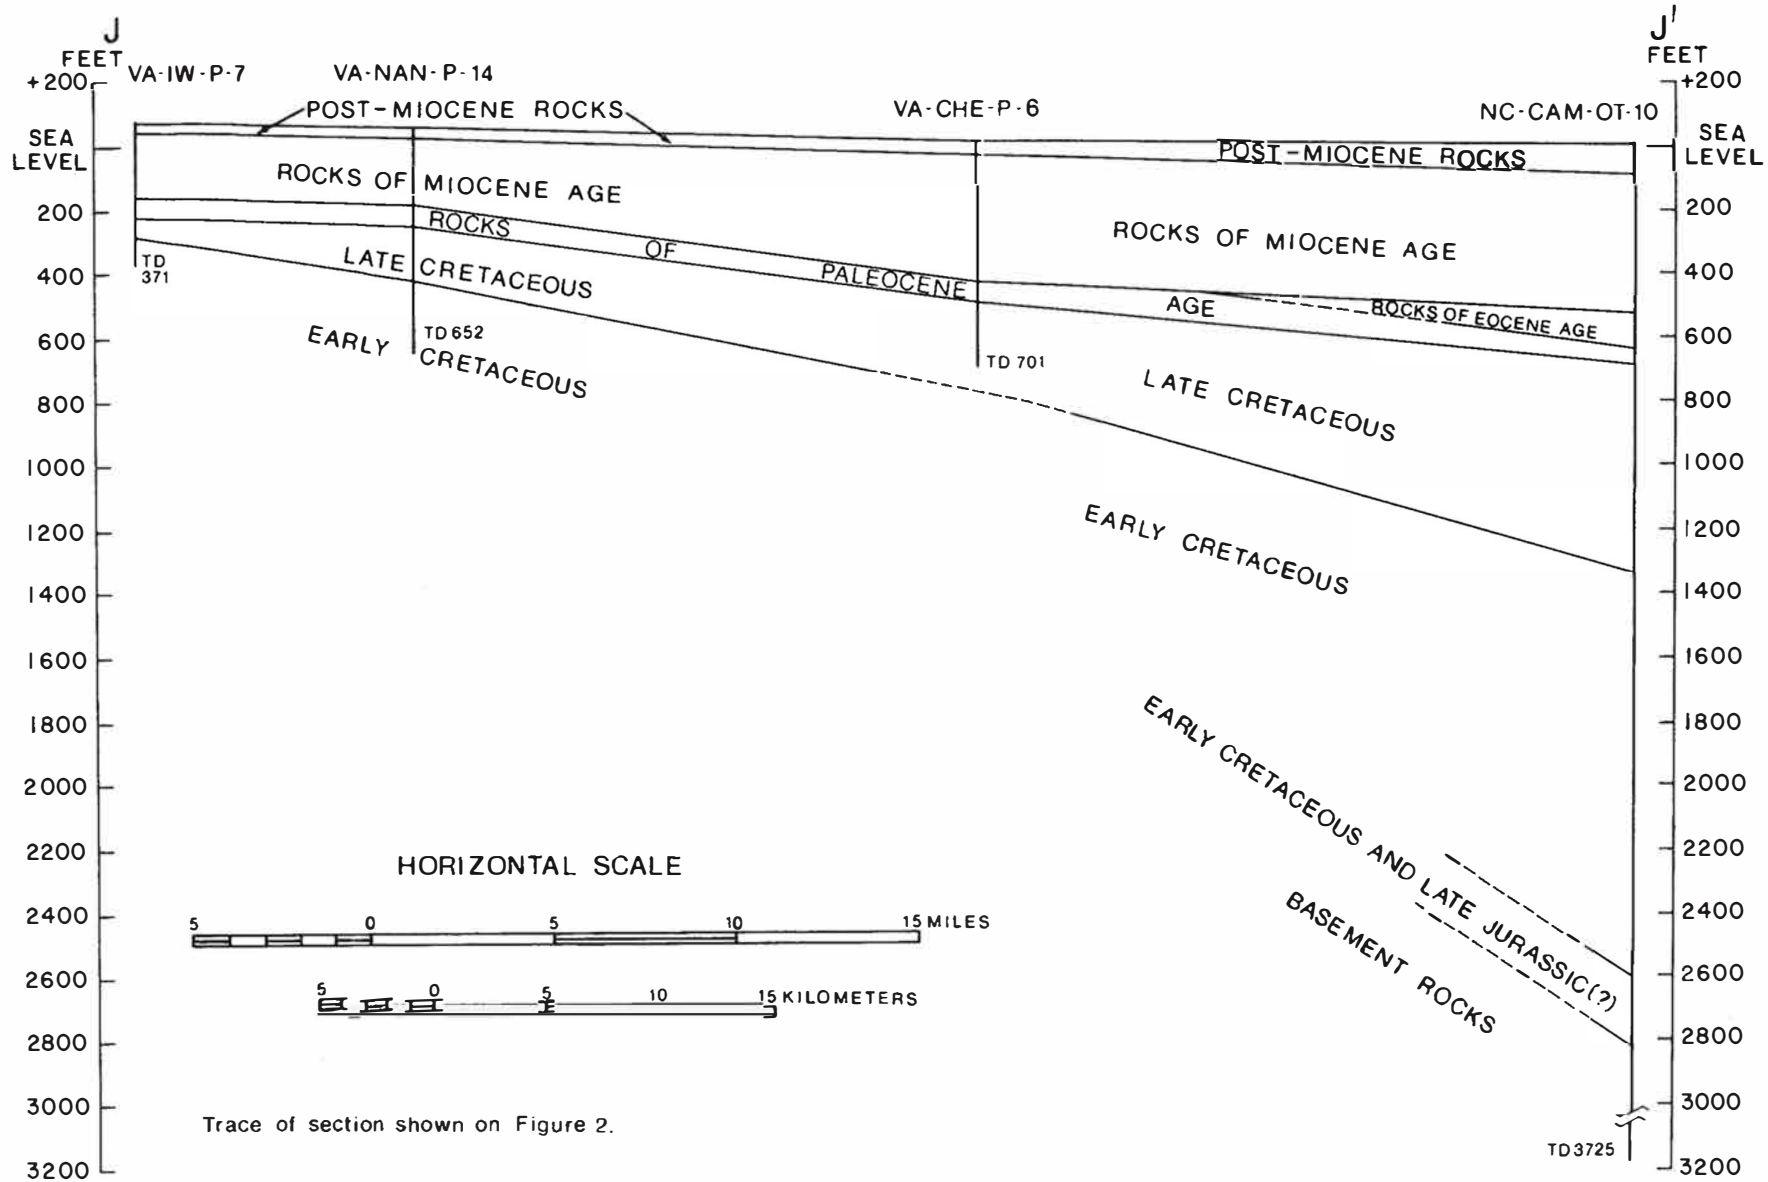 J
J'
FEET
FEET
+200
VA-IW-P-7
VA-NAN-P-14
VA-CHE-P-6
NC-CAM-OT-10
+200
POST-MIOCENE ROCKS
SEA
LEVEL
POST-MIOCENE ROCKS
SEA
LEVEL
ROCKS OF MIOCENE AGE
ROCKS OF MIOCENE AGE
ROCKS OF PALEOCENE AGE
ROCKS OF EOCENE AGE
LATE CRETACEOUS
LATE CRETACEOUS
TD
371
TD 652
TD 701
EARLY CRETACEOUS
EARLY CRETACEOUS
EARLY CRETACEOUS AND LATE JURASSIC(?)
BASEMENT ROCKS
TD 3725
200
400
600
800
1000
1200
1400
1600
1800
2000
2200
2400
2600
2800
3000
3200
200
400
600
800
1000
1200
1400
1600
1800
2000
2200
2400
2600
2800
3000
3200
HORIZONTAL SCALE
5 0 5 10 15 MILES
5 0 5 10 15 KILOMETERS
Trace of section shown on Figure 2.